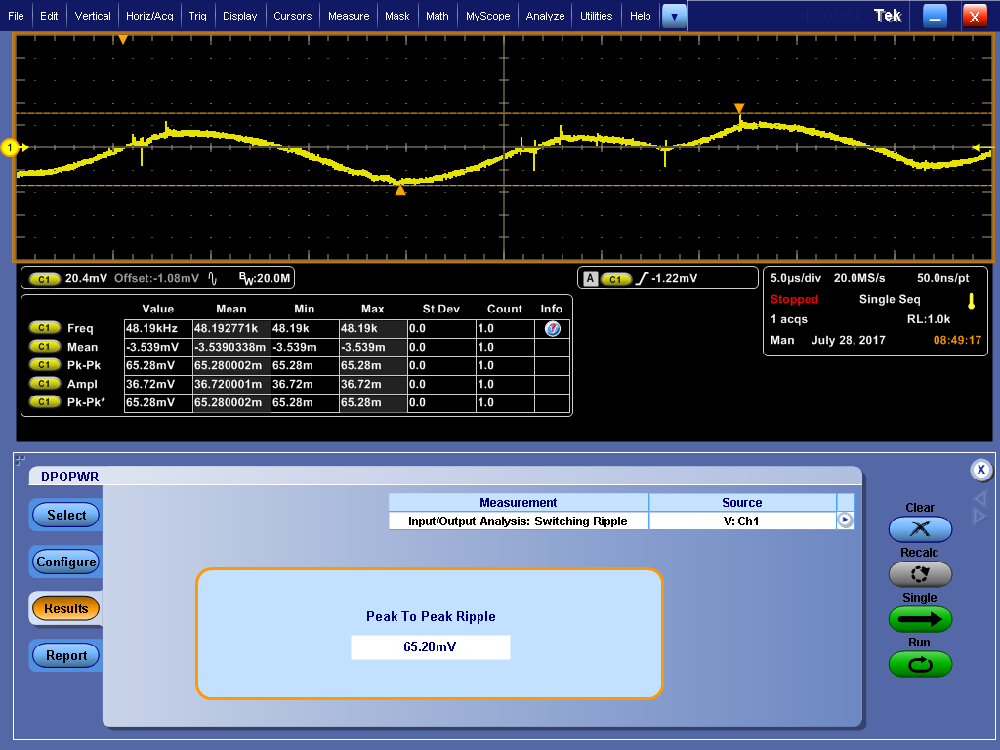 File Edit Vertical Horiz/Acq Trig Display Cursors Measure Mask Math MyScope Analyze Utilities Help Tek X
1
C1 20.4mV Offset:-1.08mV BW:20.0M
A C1 -1.22mV
5.0µs/div 20.0MS/s 50.0ns/pt
Stopped Single Seq
1 acqs RL:1.0k
Man July 28, 2017 08:49:17
Value Mean Min Max St Dev Count Info
C1 Freq 48.19kHz 48.192771k 48.19k 48.19k 0.0 1.0
C1 Mean -3.539mV -3.5390338m -3.539m -3.539m 0.0 1.0
C1 Pk-Pk 65.28mV 65.280002m 65.28m 65.28m 0.0 1.0
C1 Ampl 36.72mV 36.720001m 36.72m 36.72m 0.0 1.0
C1 Pk-Pk* 65.28mV 65.280002m 65.28m 65.28m 0.0 1.0
DPOPWR
X
Select
Configure
Results
Report
Measurement Source
Input/Output Analysis: Switching Ripple V: Ch1
Peak To Peak Ripple
65.28mV
Clear
Recalc
Single
Run